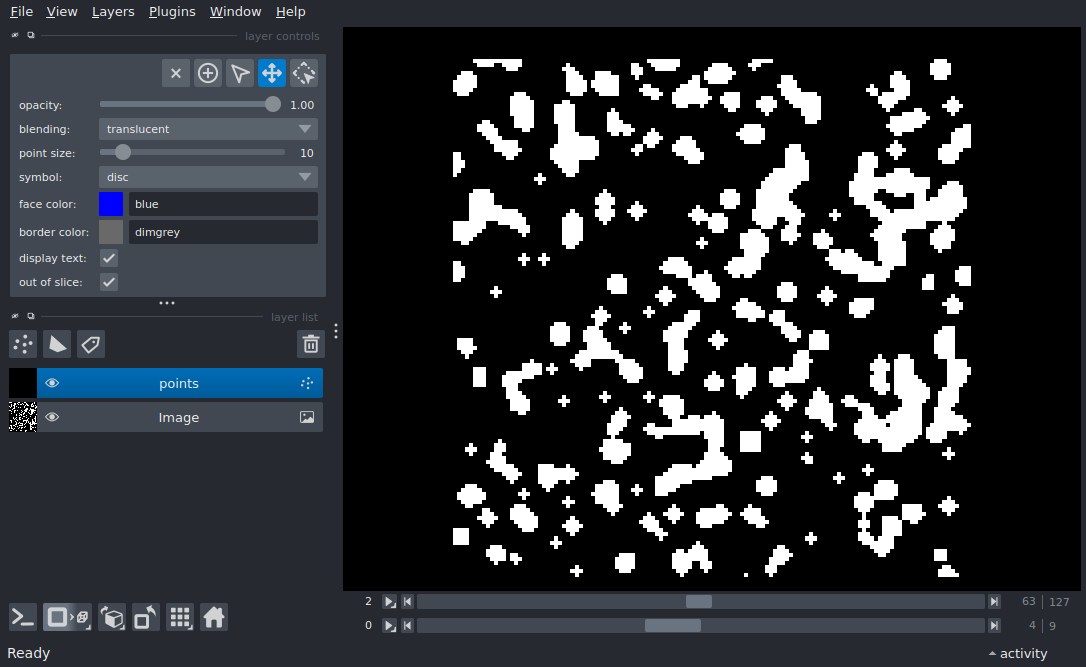 File View Layers Plugins Window Help
layer controls
opacity: 1.00
blending: translucent
point size: 10
symbol: disc
face color: blue
border color: dimgrey
display text:
out of slice:
layer list
points
Image
2 63 | 127
0 4 | 9
Ready activity